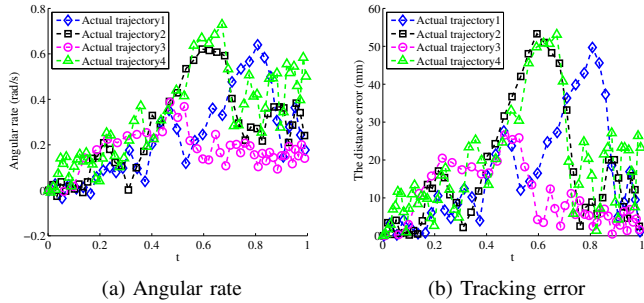 Actual trajectory1
Actual trajectory2
Actual trajectory3
Actual trajectory4
0.8
0.6
0.4
0.2
0
−0.2
Angular rate (rad/s)
0 0.2 0.4 0.6 0.8 1
t
(a) Angular rate
Actual trajectory1
Actual trajectory2
Actual trajectory3
Actual trajectory4
60
50
40
30
20
10
0
The distance error (mm)
0 0.2 0.4 0.6 0.8 1
t
(b) Tracking error